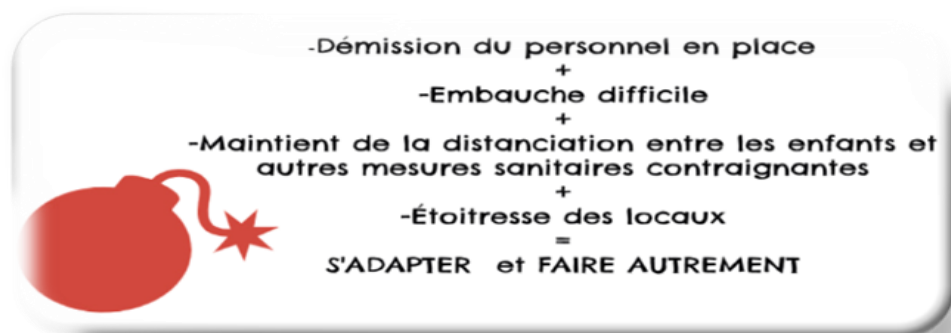 -Démission du personnel en place
+
-Embauche difficile
+
-Maintient de la distanciation entre les enfants et
autres mesures sanitaires contraignantes
+
-Étoitresse des locaux
=
S'ADAPTER et FAIRE AUTREMENT